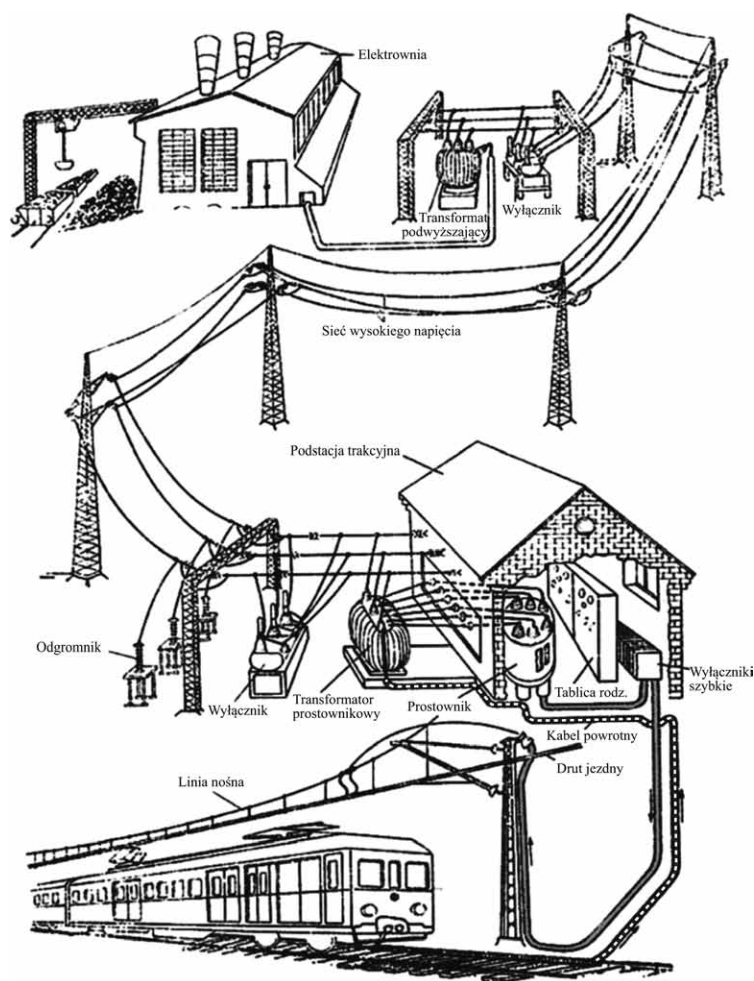 Elektrownia
Transformat
podwyższający
Wyłącznik
Sieć wysokiego napięcia
Podstacja trakcyjna
Odgromnik
Wyłącznik
Transformator
prostownikowy
Prostownik
Tablica rodz.
Wyłączniki
szybkie
Kabel powrotny
Drut jezdny
Linia nośna